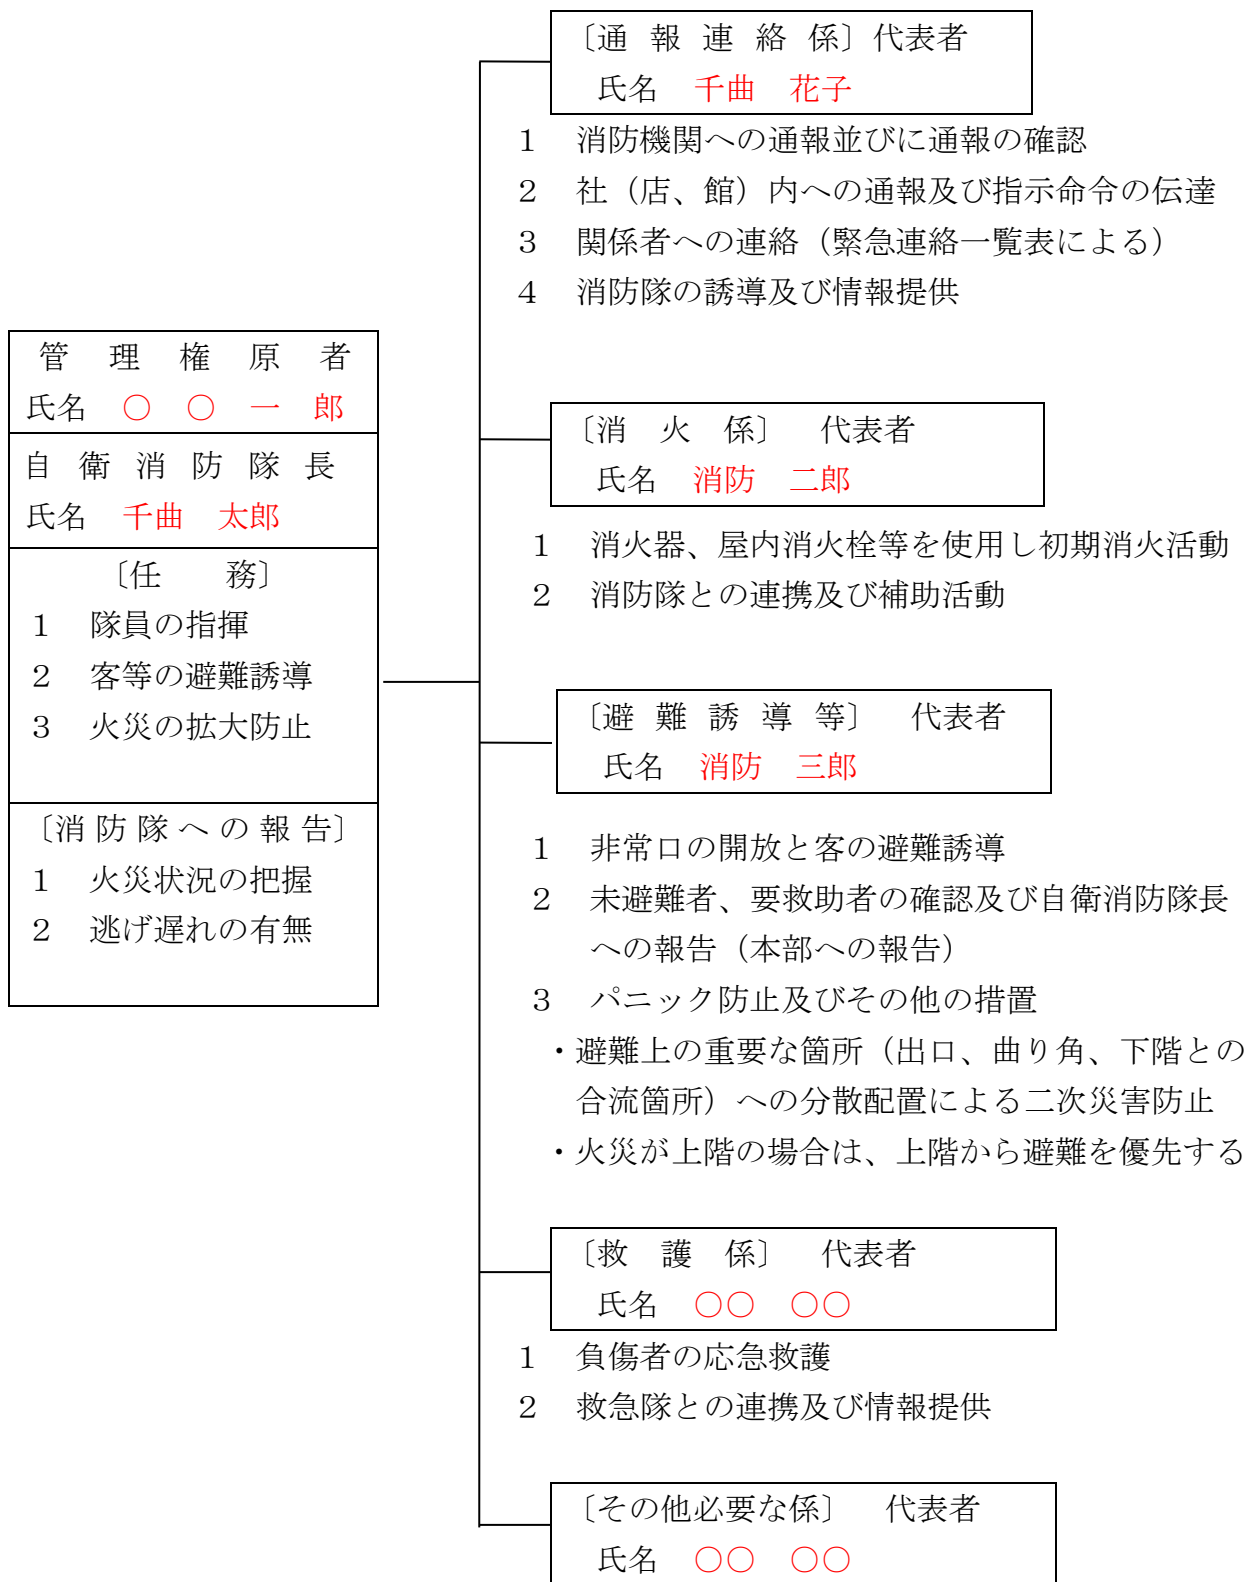 〔通 報 連 絡 係〕代表者
氏名　千曲　花子
１　消防機関への通報並びに通報の確認
２　社（店、館）内への通報及び指示命令の伝達
３　関係者への連絡（緊急連絡一覧表による）
４　消防隊の誘導及び情報提供
管 理 権 原 者
氏名 ○ ○ 一 郎
自 衛 消 防 隊 長
氏名　千曲　太郎
〔任　　務〕
１　隊員の指揮
２　客等の避難誘導
３　火災の拡大防止
〔消 防 隊 へ の 報 告〕
１　火災状況の把握
２　逃げ遅れの有無
〔消　火　係〕　代表者
氏名　消防　二郎
１　消火器、屋内消火栓等を使用し初期消火活動
２　消防隊との連携及び補助活動
〔避 難 誘 導 等〕　代表者
氏名　消防　三郎
１　非常口の開放と客の避難誘導
２　未避難者、要救助者の確認及び自衛消防隊長
への報告（本部への報告）
３　パニック防止及びその他の措置
・避難上の重要な箇所（出口、曲り角、下階との
合流箇所）への分散配置による二次災害防止
・火災が上階の場合は、上階から避難を優先する
〔救　護　係〕　代表者
氏名　○○　○○
１　負傷者の応急救護
２　救急隊との連携及び情報提供
〔その他必要な係〕　代表者
氏名　○○　○○